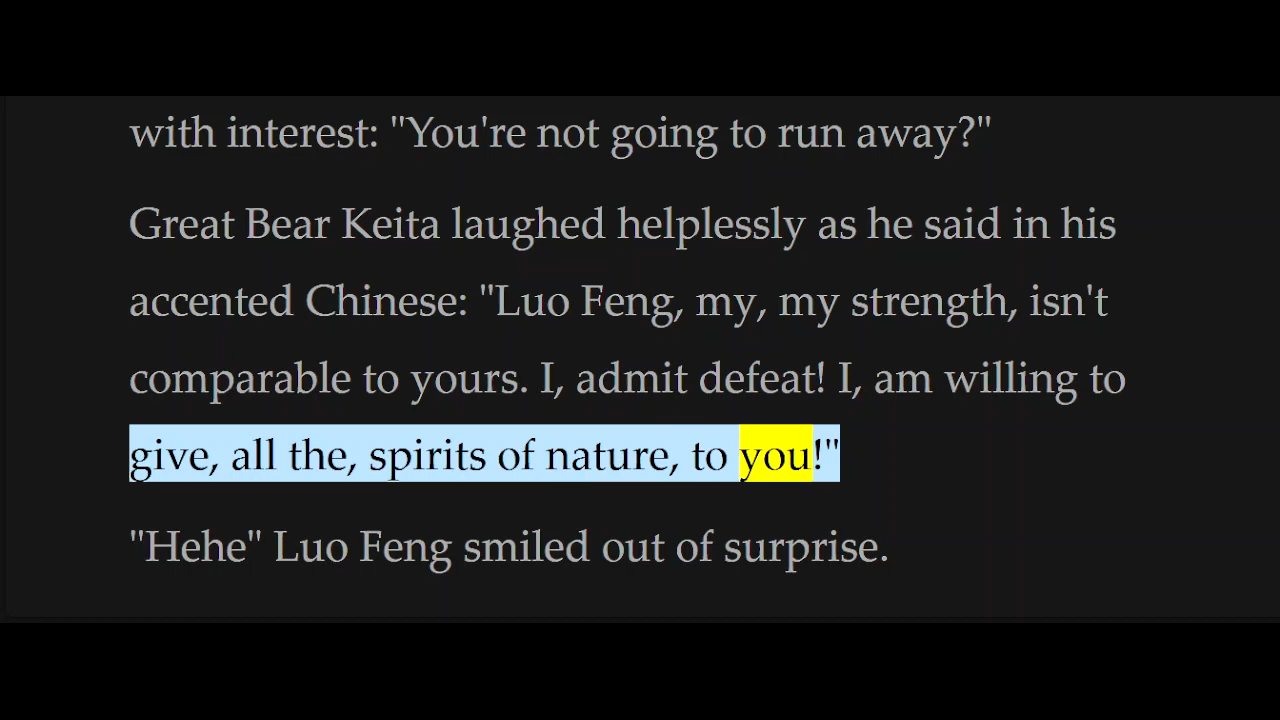 with interest: "You're not going to run away?"
Great Bear Keita laughed helplessly as he said in his
accented Chinese: "Luo Feng, my, my strength, isn't
comparable to yours. I, admit defeat! I, am willing to
give, all the, spirits of nature, to you!"
"Hehe" Luo Feng smiled out of surprise.